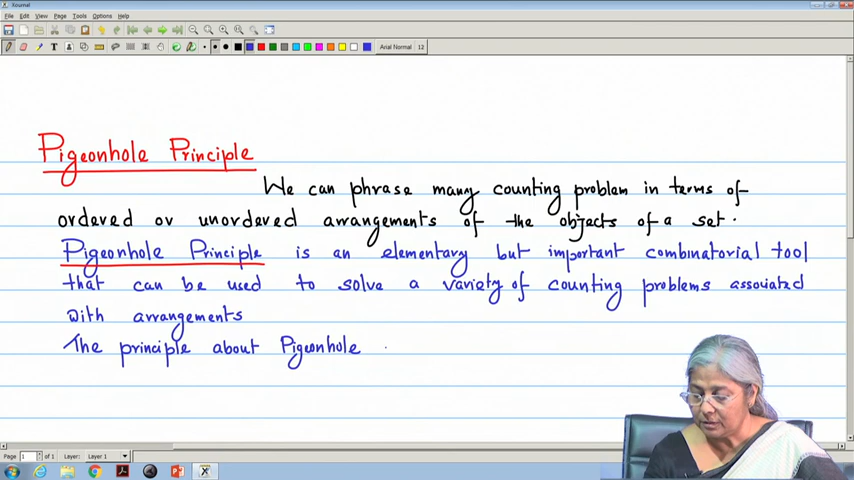 Xournal
File Edit View Page Tools Options Help
Arial Normal 12
Pigeonhole Principle
We can phrase many counting problem in terms of
ordered or unordered arrangements of the objects of a set.
Pigeonhole Principle is an elementary but important combinatorial tool
that can be used to solve a variety of counting problems associated
with arrangements
The principle about Pigeonhole
Page 1 of 1 Layer: Layer 1